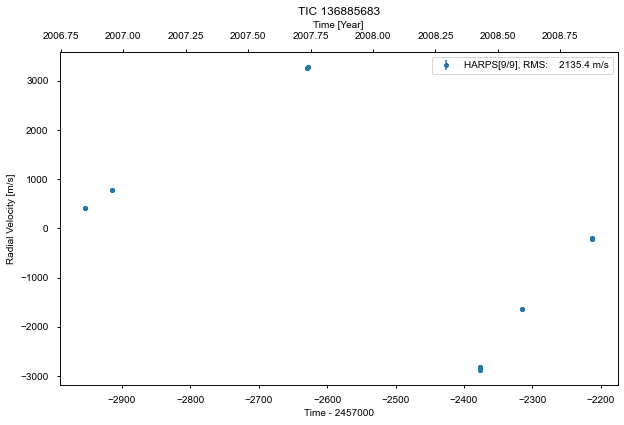 TIC 136885683
Time [Year]
2006.75 2007.00 2007.25 2007.50 2007.75 2008.00 2008.25 2008.50 2008.75
HARPS[9/9], RMS: 2135.4 m/s
3000
2000
1000
0
−1000
−2000
−3000
Radial Velocity [m/s]
−2900 −2800 −2700 −2600 −2500 −2400 −2300 −2200
Time - 2457000